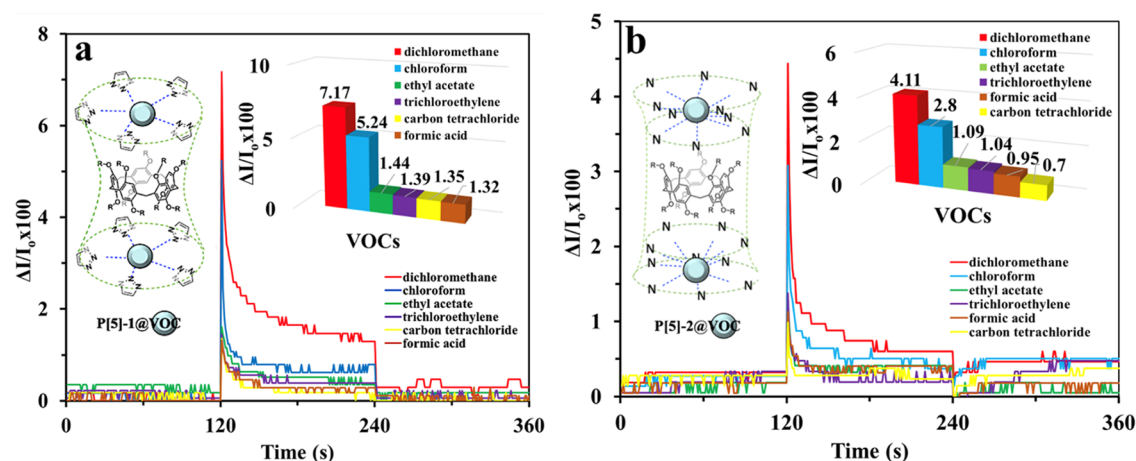 a
8
6
4
2
0
ΔI/I₀x100
0
120
240
360
Time (s)
P[5]-1@VOC
10
5
0
ΔI/I₀x100
7.17
5.24
1.44
1.39
1.35
1.32
VOCs
dichloromethane
chloroform
ethyl acetate
trichloroethylene
carbon tetrachloride
formic acid
dichloromethane
chloroform
ethyl acetate
trichloroethylene
carbon tetrachloride
formic acid
b
5
4
3
2
1
0
ΔI/I₀x100
0
120
240
360
Time (s)
P[5]-2@VOC
6
4
2
0
ΔI/I₀x100
4.11
2.8
1.09
1.04
0.95
0.7
VOCs
dichloromethane
chloroform
ethyl acetate
trichloroethylene
formic acid
carbon tetrachloride
dichloromethane
chloroform
ethyl acetate
trichloroethylene
formic acid
carbon tetrachloride